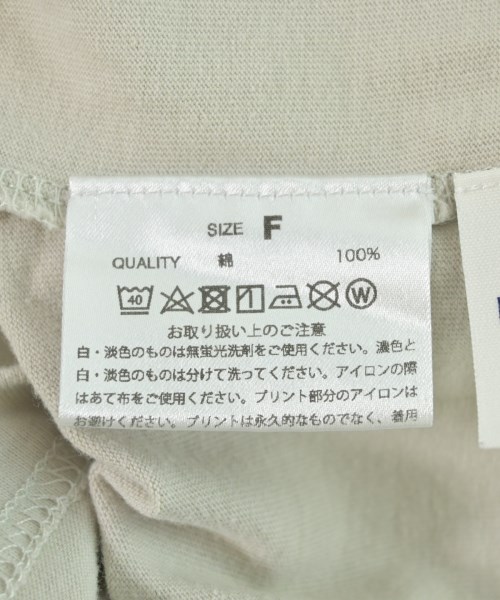 SIZE F
QUALITY 綿 100%
40 W
お取り扱い上のご注意
白・淡色のものは無蛍光洗剤をご使用ください。濃色と
白・淡色のものは分けて洗ってください。アイロンの際
はあて布をご使用ください。プリント部分のアイロンは
お避けください。プリントは永久的なものでなく、着用